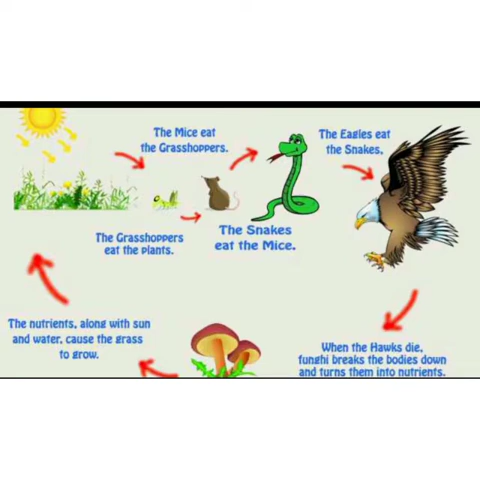 The Mice eat
the Grasshoppers.
The Eagles eat
the Snakes.
The Grasshoppers
eat the plants.
The Snakes
eat the Mice.
The nutrients, along with sun
and water, cause the grass
to grow.
When the Hawks die,
funghi breaks the bodies down
and turns them into nutrients.